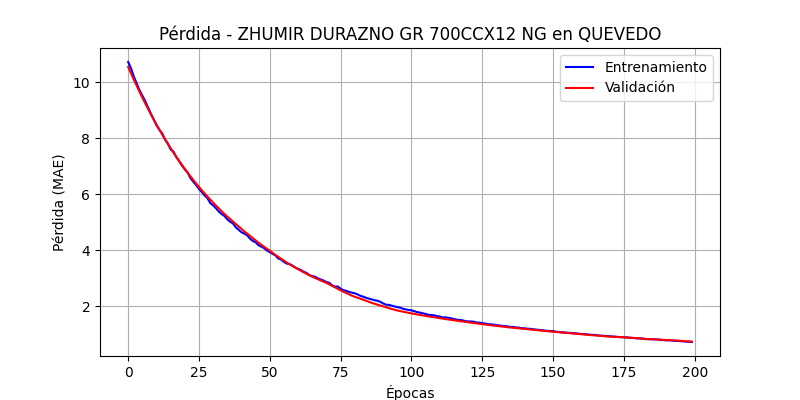 Pérdida - ZHUMIR DURAZNO GR 700CCX12 NG en QUEVEDO
Entrenamiento
Validación
Pérdida (MAE)
10
8
6
4
2
0 25 50 75 100 125 150 175 200
Épocas